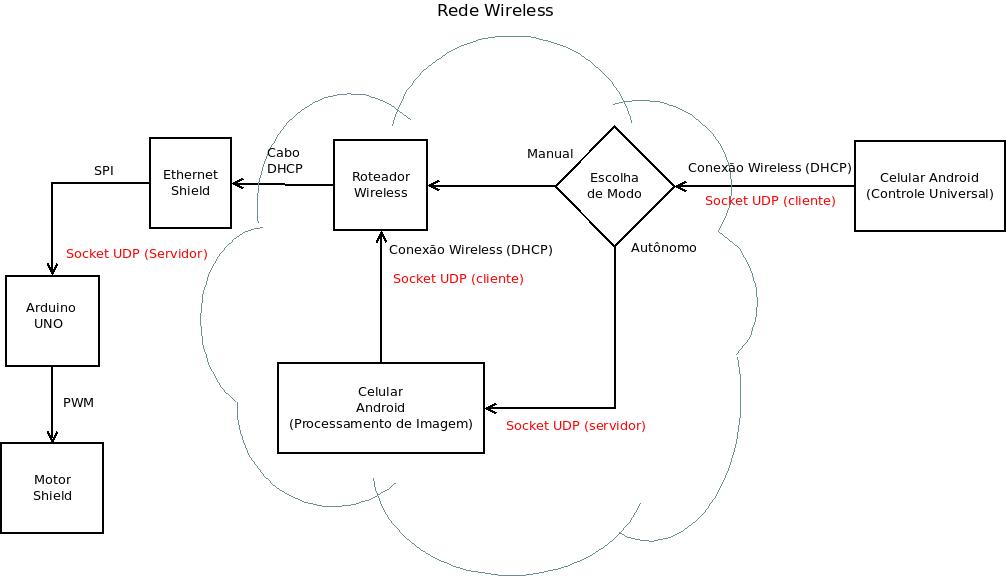 Rede Wireless
Cabo
DHCP
Manual
SPI
Ethernet
Shield
Roteador
Wireless
Escolha
de Modo
Conexão Wireless (DHCP)
Socket UDP (cliente)
Celular Android
(Controle Universal)
Socket UDP (Servidor)
Conexão Wireless (DHCP)
Socket UDP (cliente)
Autônomo
Arduino
UNO
PWM
Celular
Android
(Processamento de Imagem)
Socket UDP (servidor)
Motor
Shield